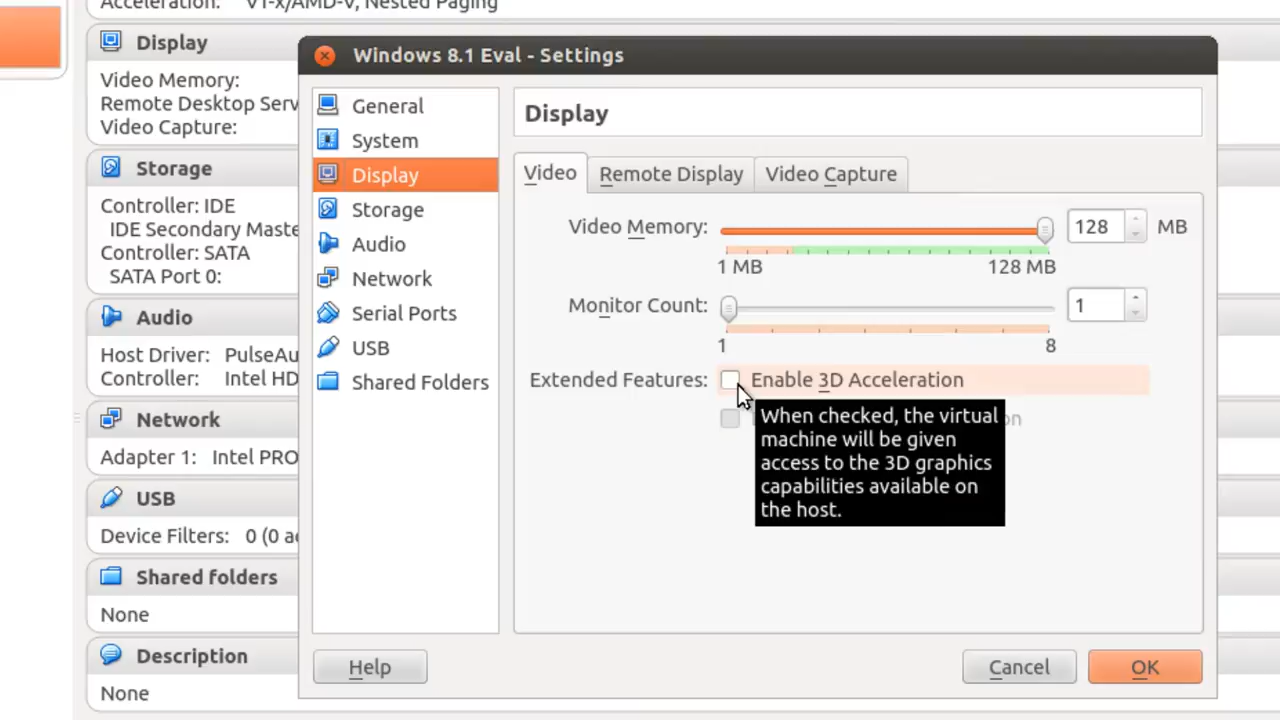 Acceleration: VT-x/AMD-V, Nested Paging
Display
Video Memory:
Remote Desktop Serv
Video Capture:
Storage
Controller: IDE
IDE Secondary Maste
Controller: SATA
SATA Port 0:
Audio
Host Driver: PulseAu
Controller: Intel HD
Network
Adapter 1: Intel PRO
USB
Device Filters: 0 (0 ac
Shared folders
None
Description
None
Windows 8.1 Eval - Settings
General
System
Display
Storage
Audio
Network
Serial Ports
USB
Shared Folders
Display
Video Remote Display Video Capture
Video Memory: 128 MB
1 MB 128 MB
Monitor Count: 1
1 8
Extended Features: Enable 3D Acceleration
When checked, the virtual
machine will be given
access to the 3D graphics
capabilities available on
the host.
Help Cancel OK